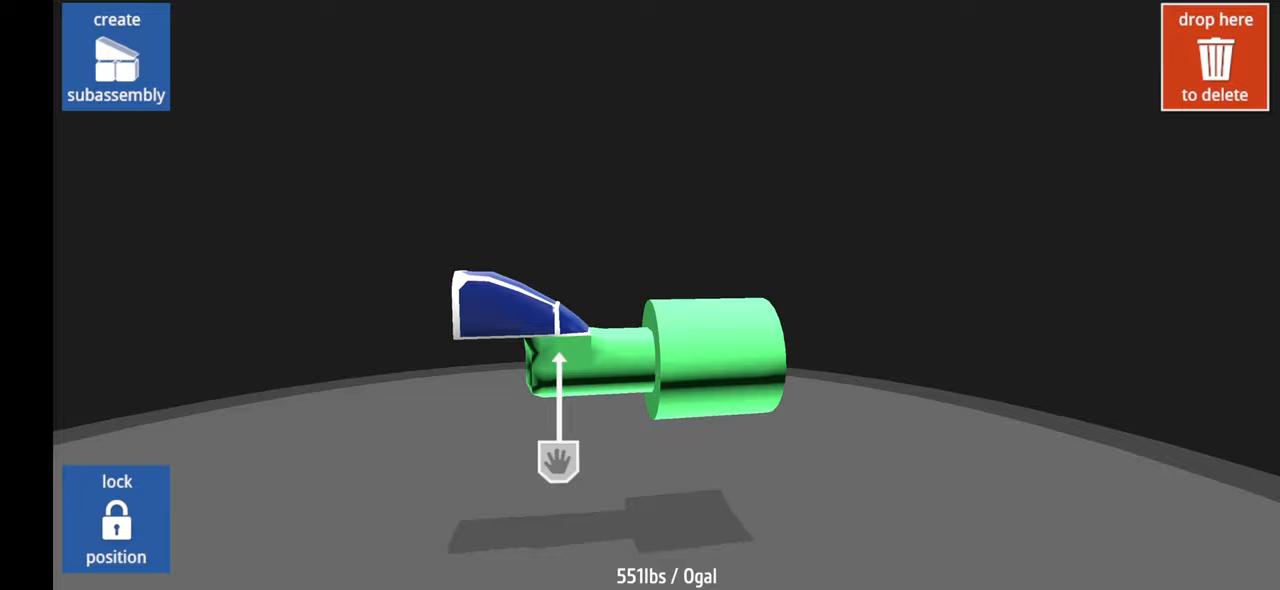 create
subassembly
drop here
to delete
lock
position
551lbs / 0gal